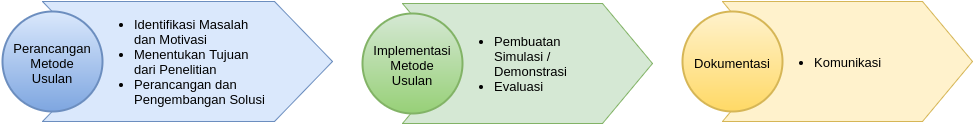 Perancangan
Metode
Usulan
• Identifikasi Masalah
dan Motivasi
• Menentukan Tujuan
dari Penelitian
• Perancangan dan
Pengembangan Solusi
Implementasi
Metode
Usulan
• Pembuatan
Simulasi /
Demonstrasi
• Evaluasi
Dokumentasi
• Komunikasi